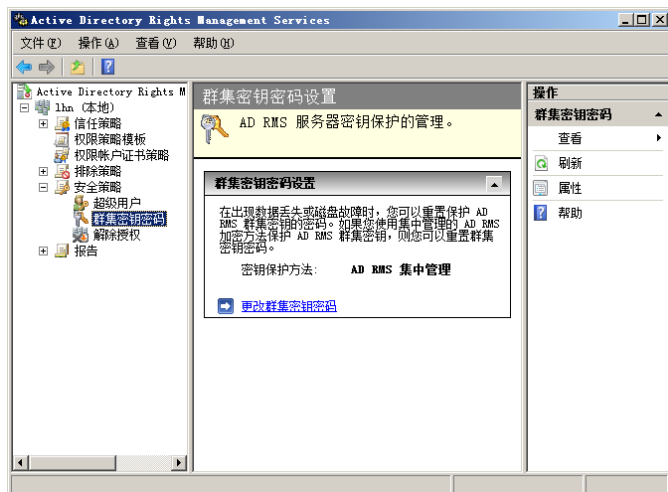 Active Directory Rights Management Services
文件(F) 操作(A) 查看(V) 帮助(H)
Active Directory Rights M
lhn (本地)
信任策略
权限策略模板
权限帐户证书策略
排除策略
安全策略
超级用户
群集密钥密码
解除授权
报告
群集密钥密码设置
AD RMS 服务器密钥保护的管理。
群集密钥密码设置
在出现数据丢失或磁盘故障时，您可以重置保护 AD
RMS 群集密钥的密码。如果您使用集中管理的 AD RMS
加密方法保护 AD RMS 群集密钥，则您可以重置群集
密钥密码。
密钥保护方法: AD RMS 集中管理
更改群集密钥密码
操作
群集密钥密码
查看
刷新
属性
帮助